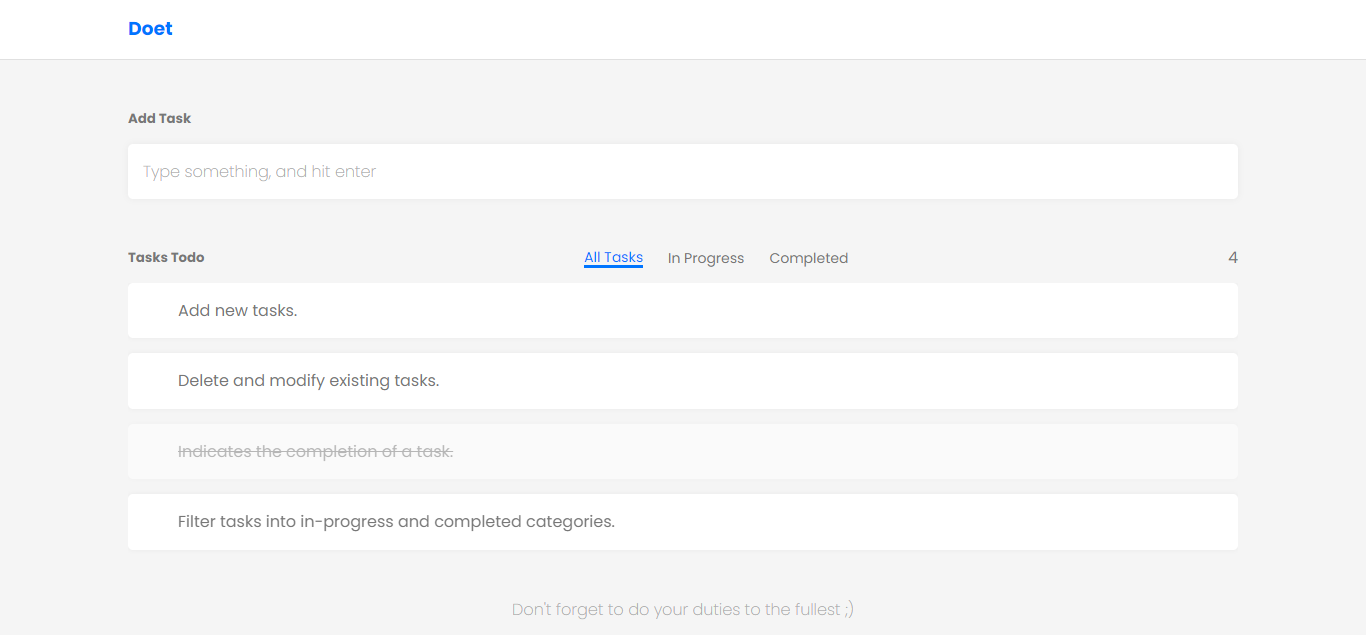 Doet
Add Task
Type something, and hit enter
Tasks Todo All Tasks In Progress Completed 4
Add new tasks.
Delete and modify existing tasks.
Indicates the completion of a task.
Filter tasks into in-progress and completed categories.
Don't forget to do your duties to the fullest ;)